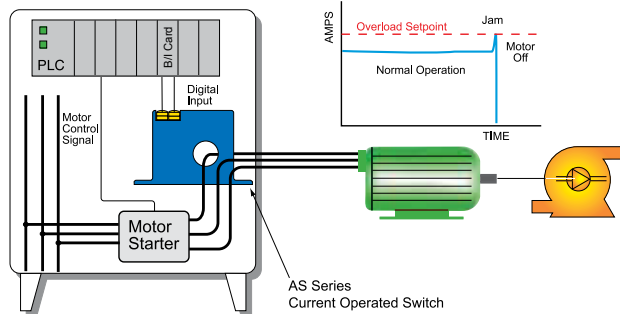 PLC
B/I Card
Digital
Input
Motor
Control
Signal
Motor
Starter
AS Series
Current Operated Switch
AMPS
Overload Setpoint
Jam
Motor
Off
Normal Operation
TIME